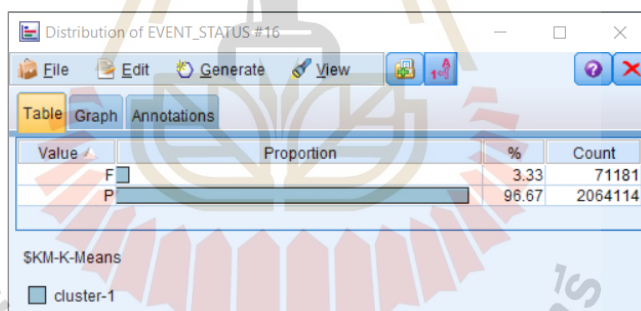 Distribution of EVENT_STATUS #16
File Edit Generate View
Table Graph Annotations
Value Proportion % Count
F 3.33 71181
P 96.67 2064114
$KM-K-Means
cluster-1